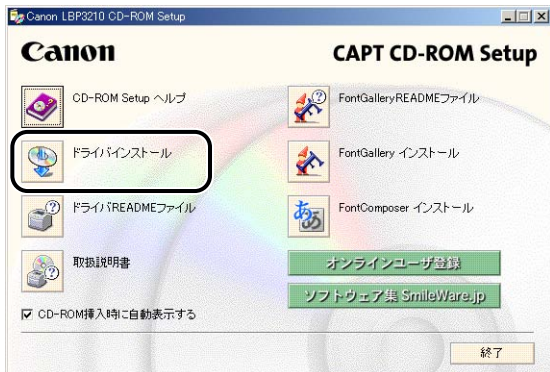 Canon LBP3210 CD-ROM Setup
Canon
CAPT CD-ROM Setup
CD-ROM Setup ヘルプ
ドライバインストール
ドライバREADMEファイル
取扱説明書
CD-ROM挿入時に自動表示する
FontGalleryREADMEファイル
FontGallery インストール
FontComposer インストール
オンラインユーザ登録
ソフトウェア集 SmileWare.jp
終了